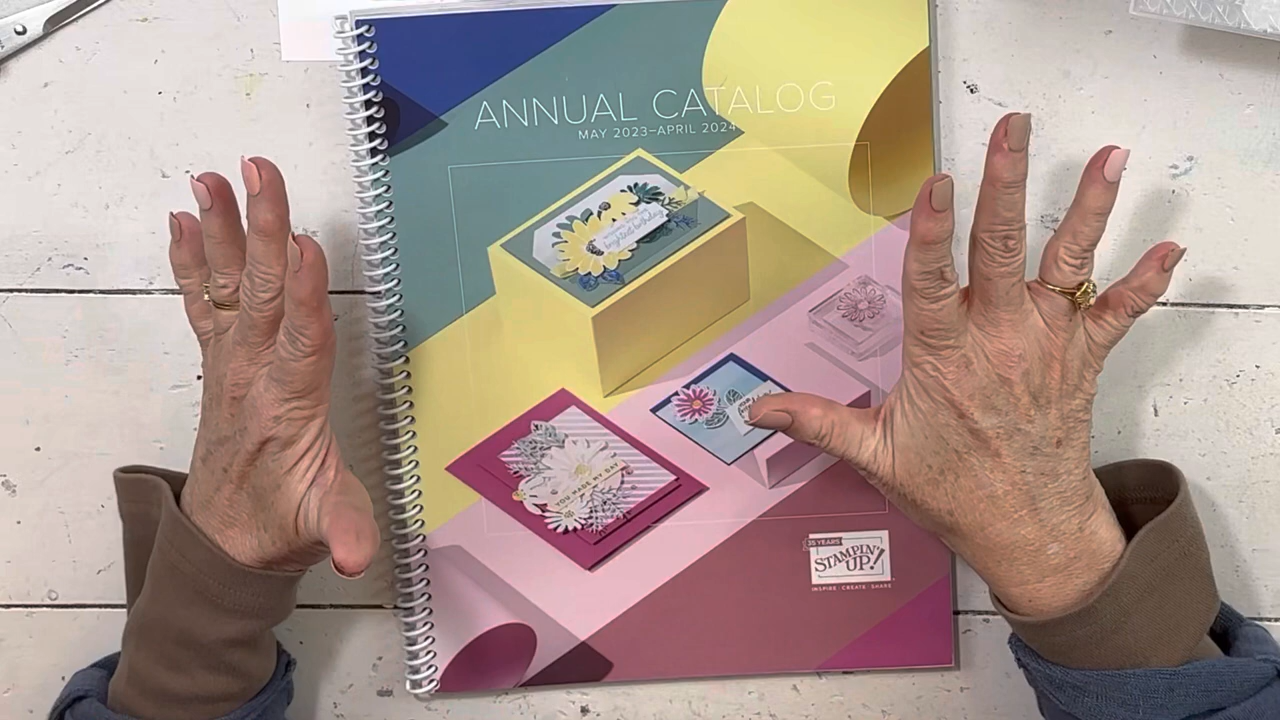 ANNUAL CATALOG
MAY 2023–APRIL 2024
brightest birthday
YOU MADE MY DAY
35 YEARS
STAMPIN' UP!
INSPIRE · CREATE · SHARE